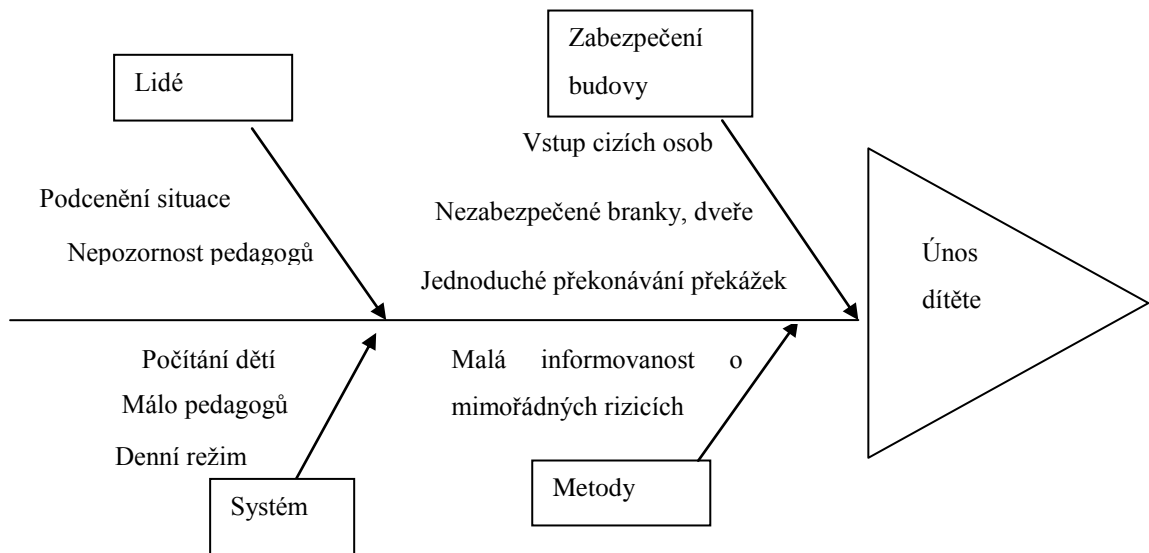 Zabezpečení
budovy
Lidé
Vstup cizích osob
Podcenění situace
Nezabezpečené branky, dveře
Nepozornost pedagogů
Jednoduché překonávání překážek
Únos
dítěte
Počítání dětí
Málo pedagogů
Denní režim
Malá informovanost o
mimořádných rizicích
Systém
Metody